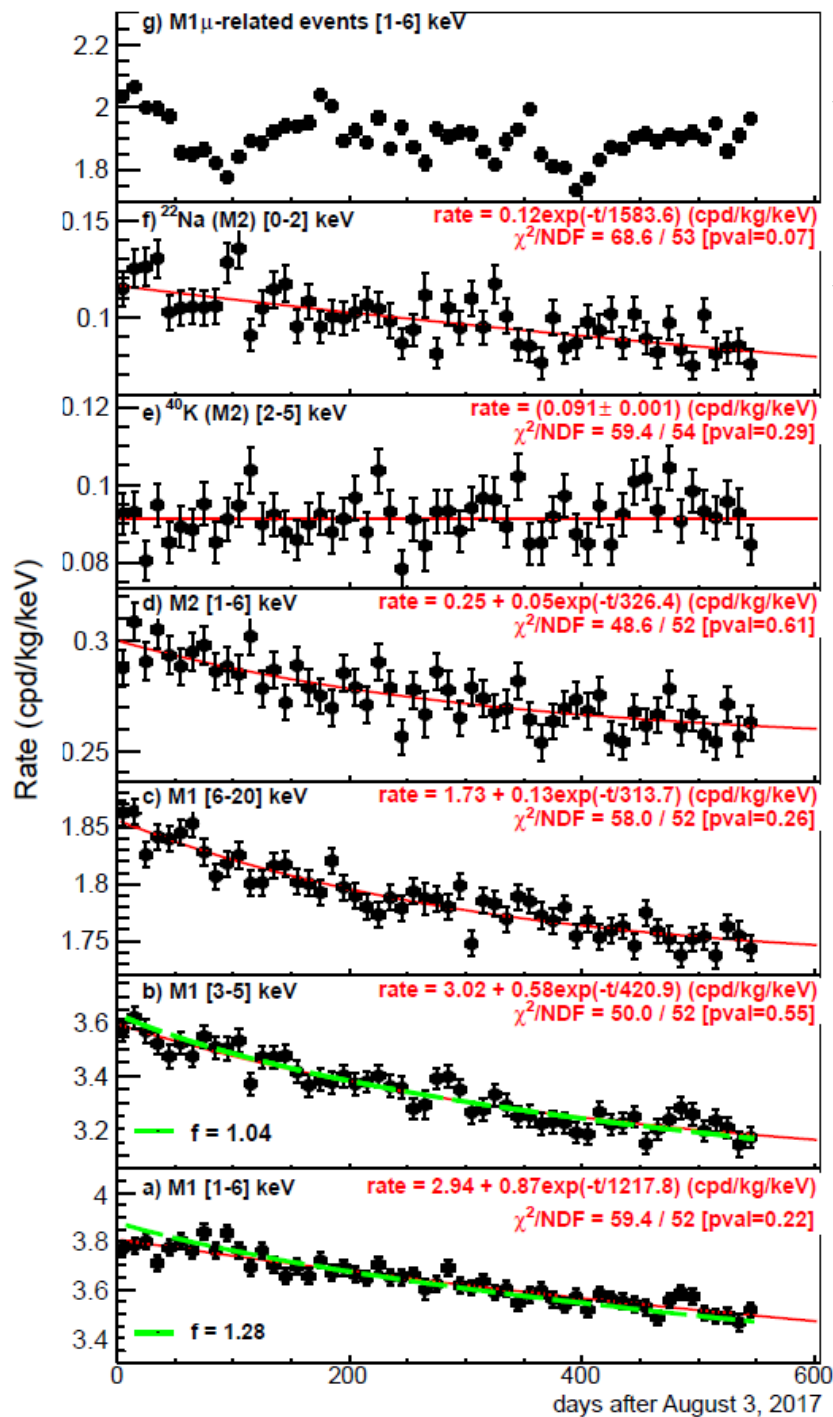 Rate (cpd/kg/keV)
g) M1μ-related events [1-6] keV
2.2
2
1.8
f) ²²Na (M2) [0-2] keV
rate = 0.12exp(-t/1583.6) (cpd/kg/keV)
χ²/NDF = 68.6 / 53 [pval=0.07]
0.15
0.1
e) ⁴⁰K (M2) [2-5] keV
rate = (0.091± 0.001) (cpd/kg/keV)
χ²/NDF = 59.4 / 54 [pval=0.29]
0.12
0.1
0.08
d) M2 [1-6] keV
rate = 0.25 + 0.05exp(-t/326.4) (cpd/kg/keV)
χ²/NDF = 48.6 / 52 [pval=0.61]
0.3
0.25
c) M1 [6-20] keV
rate = 1.73 + 0.13exp(-t/313.7) (cpd/kg/keV)
χ²/NDF = 58.0 / 52 [pval=0.26]
1.85
1.8
1.75
b) M1 [3-5] keV
rate = 3.02 + 0.58exp(-t/420.9) (cpd/kg/keV)
χ²/NDF = 50.0 / 52 [pval=0.55]
3.6
3.4
3.2
f = 1.04
a) M1 [1-6] keV
rate = 2.94 + 0.87exp(-t/1217.8) (cpd/kg/keV)
χ²/NDF = 59.4 / 52 [pval=0.22]
4
3.8
3.6
3.4
f = 1.28
0 200 400 600
days after August 3, 2017